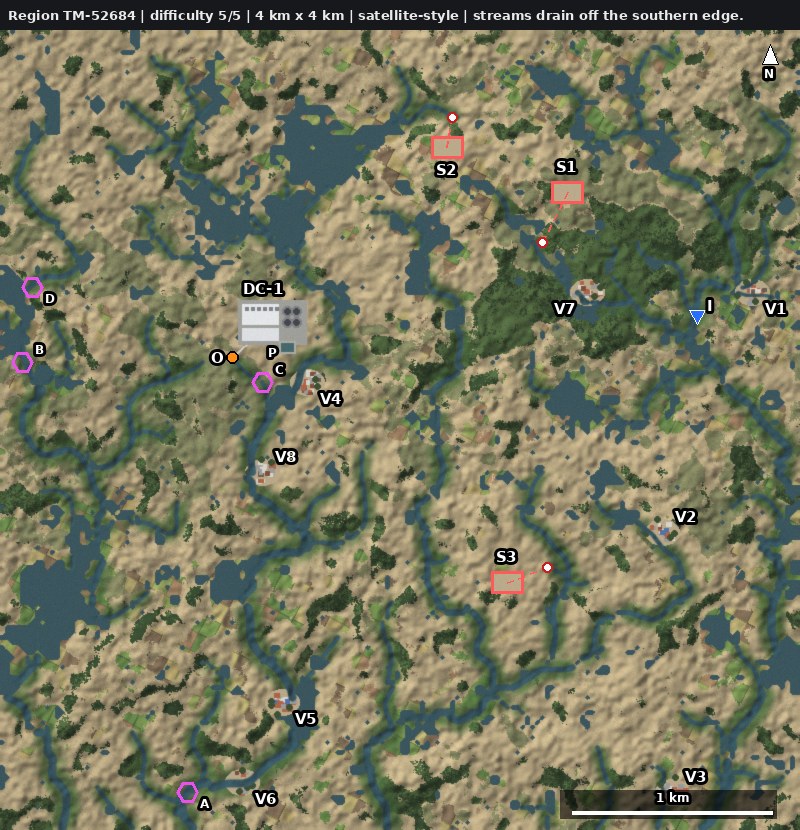 Region TM-52684 | difficulty 5/5 | 4 km x 4 km | satellite-style | streams drain off the southern edge.
N
S2
S1
D
DC-1
V7
V1
I
B
O
P
C
V4
V8
V2
S3
V5
A
V6
V3
1 km